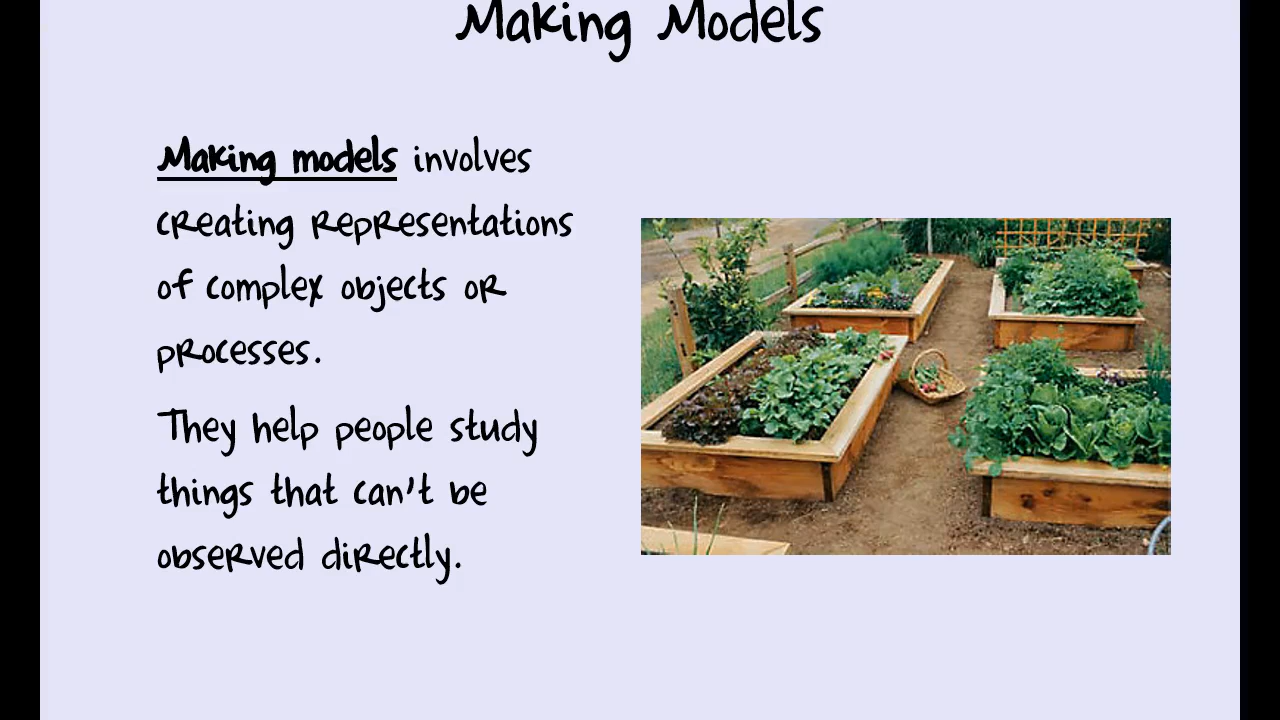 Making Models
Making models involves
creating representations
of complex objects or
processes.
They help people study
things that can't be
observed directly.